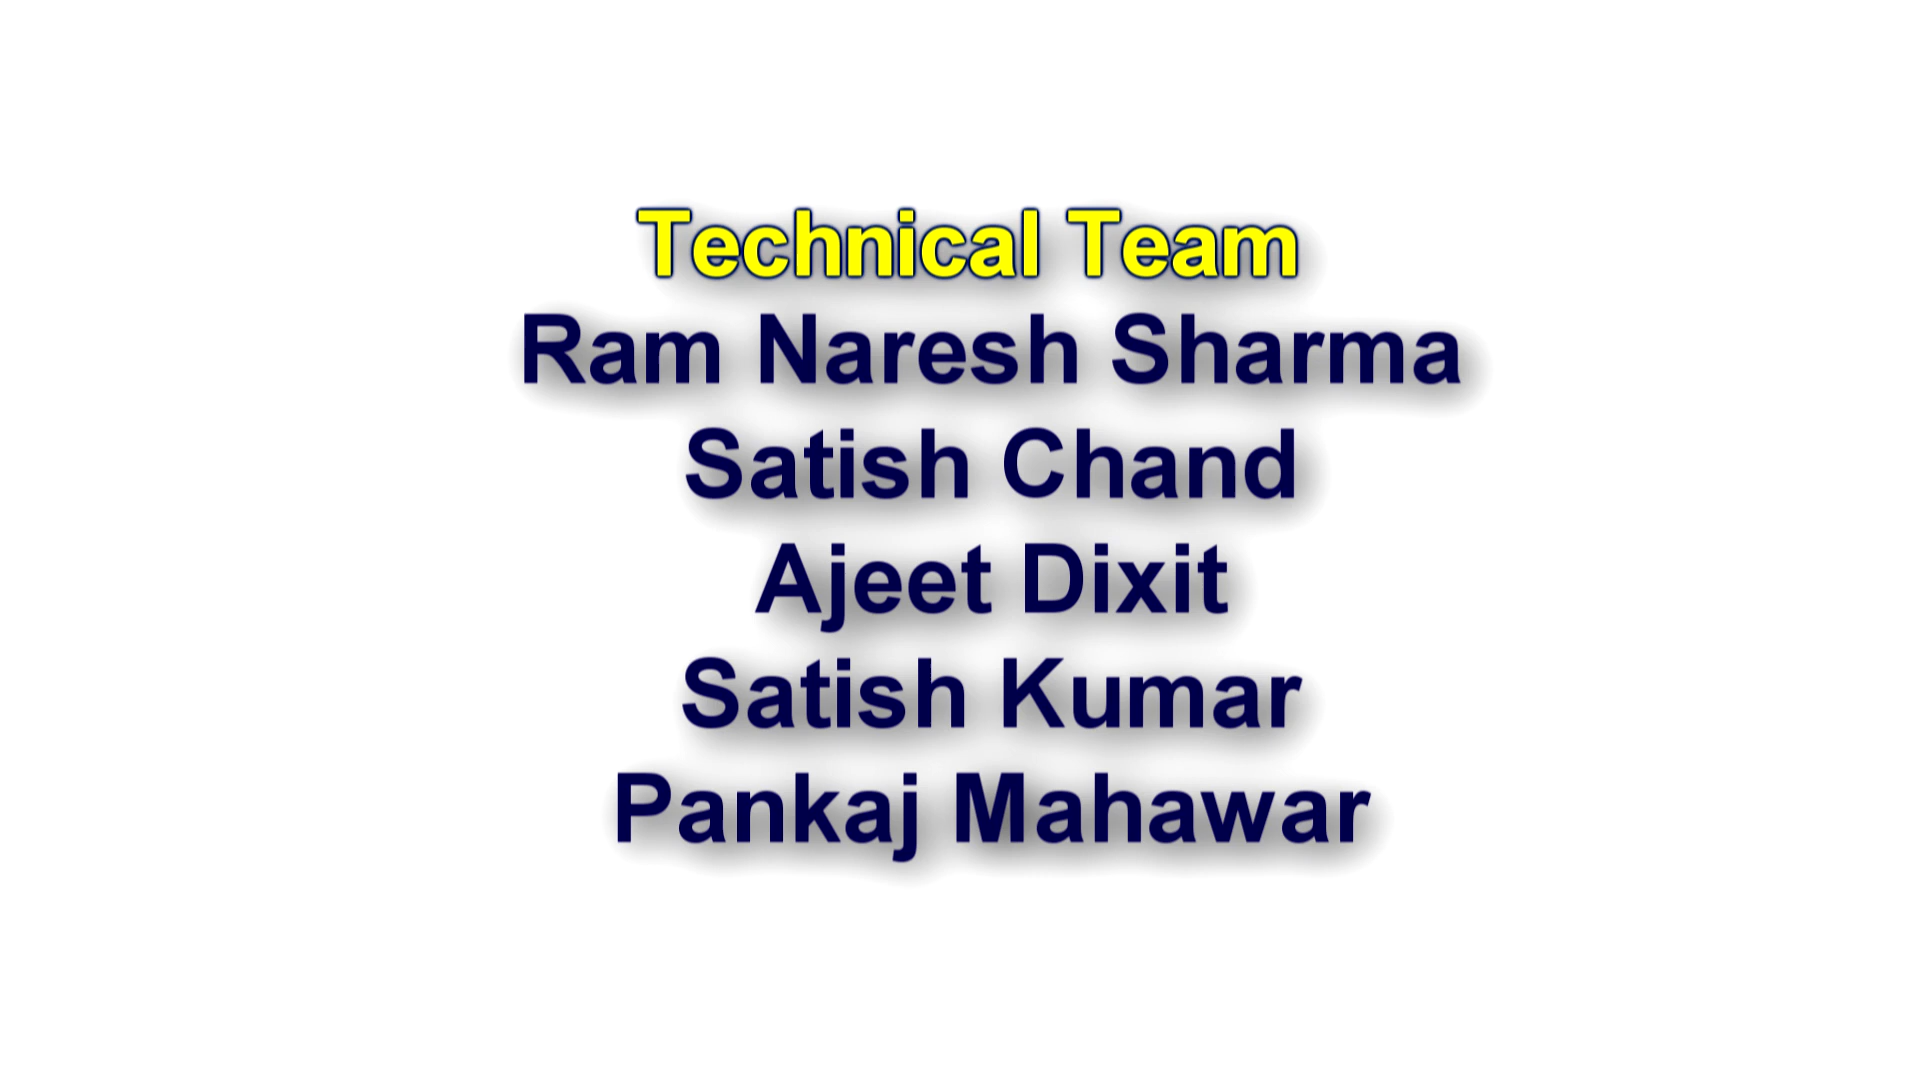 Technical Team
Ram Naresh Sharma
Satish Chand
Ajeet Dixit
Satish Kumar
Pankaj Mahawar